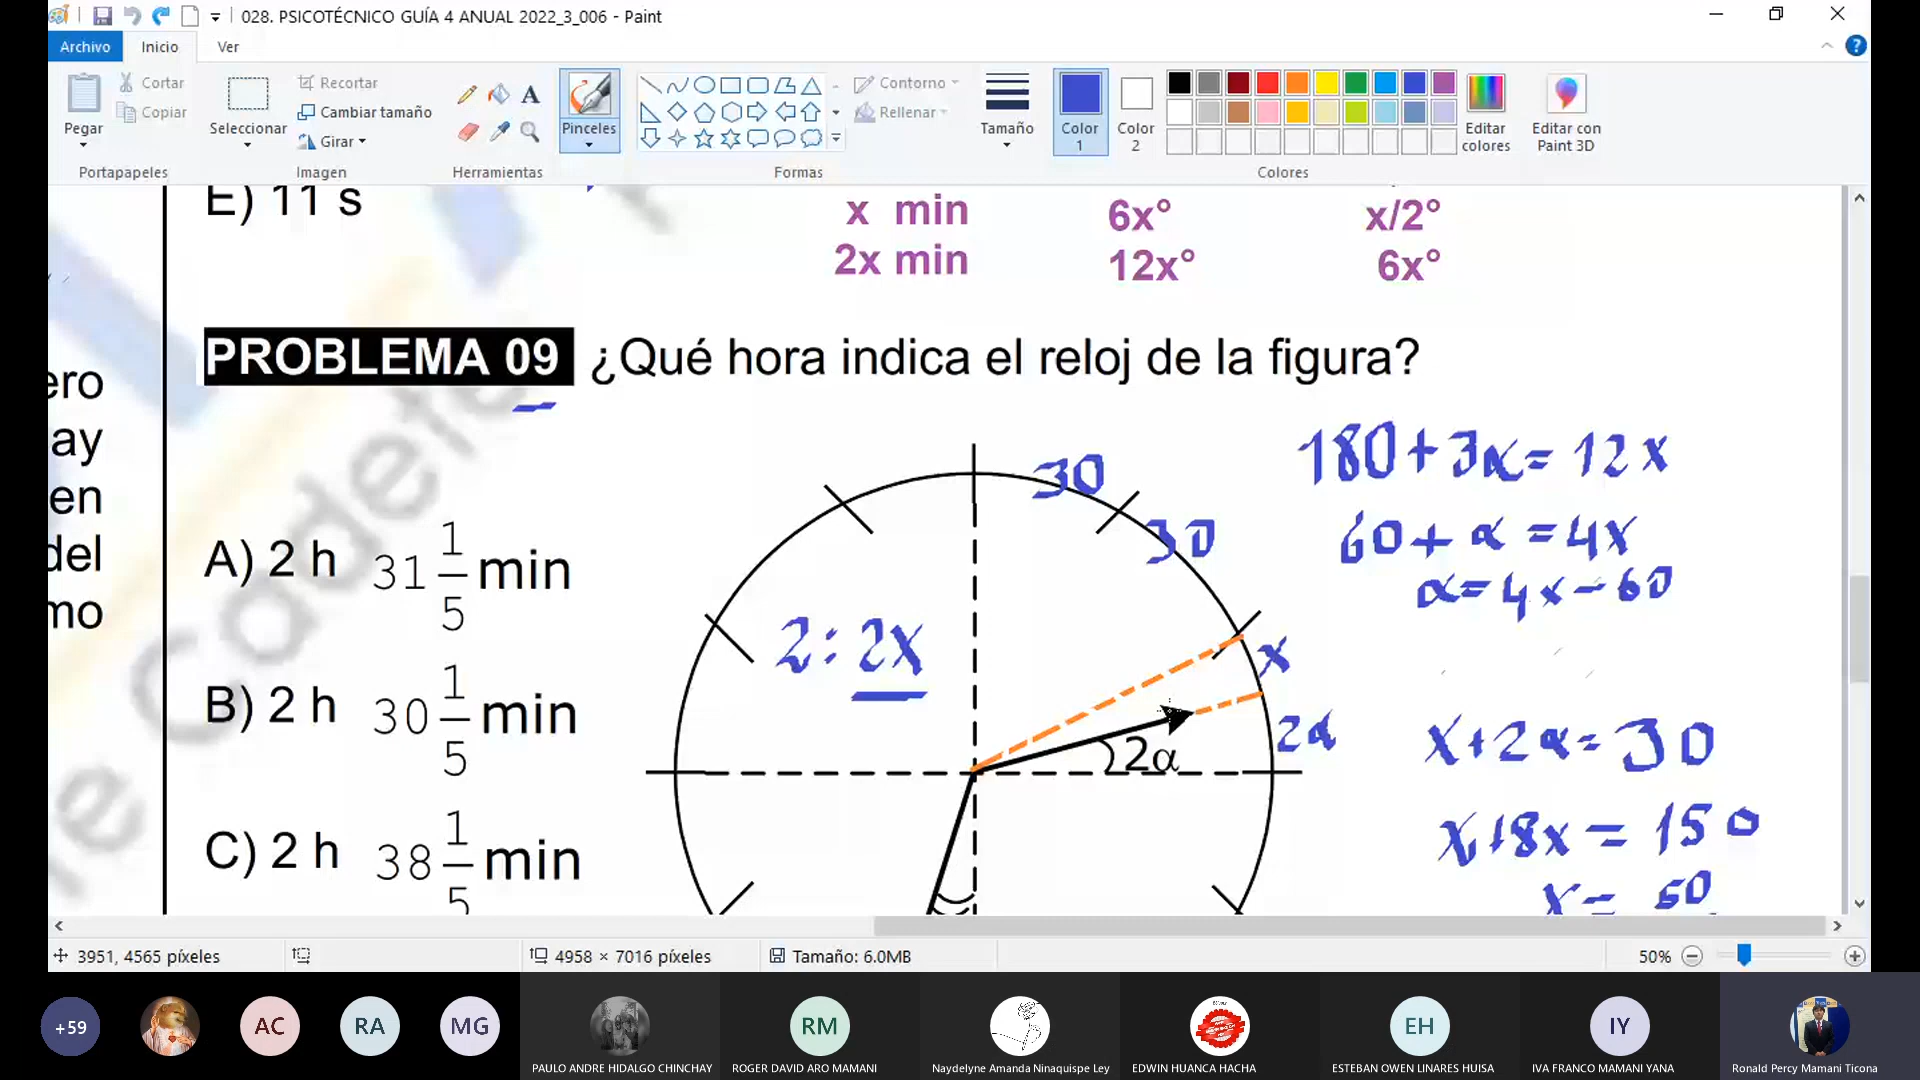 028. PSICOTÉCNICO GUÍA 4 ANUAL 2022_3_006 - Paint
Archivo
Inicio
Ver
Pegar
Cortar
Copiar
Portapapeles
Seleccionar
Recortar
Cambiar tamaño
Girar
Imagen
A
Herramientas
Pinceles
Formas
Contorno
Rellenar
Tamaño
Color 1
Color 2
Editar colores
Editar con Paint 3D
Colores
E) 11 s
x min 6x° x/2°
2x min 12x° 6x°
PROBLEMA 09 ¿Qué hora indica el reloj de la figura?
ero
ay
en
del
mo
A) 2 h 31 1/5 min
B) 2 h 30 1/5 min
C) 2 h 38 1/5 min
30
30
x
2α
2α
2: 2x
180+3α=12x
60+α=4x
α=4x-60
x+2α=30
x+8x=150
x=
Cadete
3951, 4565 píxeles
4958 × 7016 píxeles
Tamaño: 6.0MB
50%
+59
AC
RA
MG
PAULO ANDRE HIDALGO CHINCHAY
RM
ROGER DAVID ARO MAMANI
Naydelyne Amanda Ninaquispe Ley
EDWIN HUANCA HACHA
EH
ESTEBAN OWEN LINARES HUISA
IY
IVA FRANCO MAMANI YANA
Ronald Percy Mamani Ticona